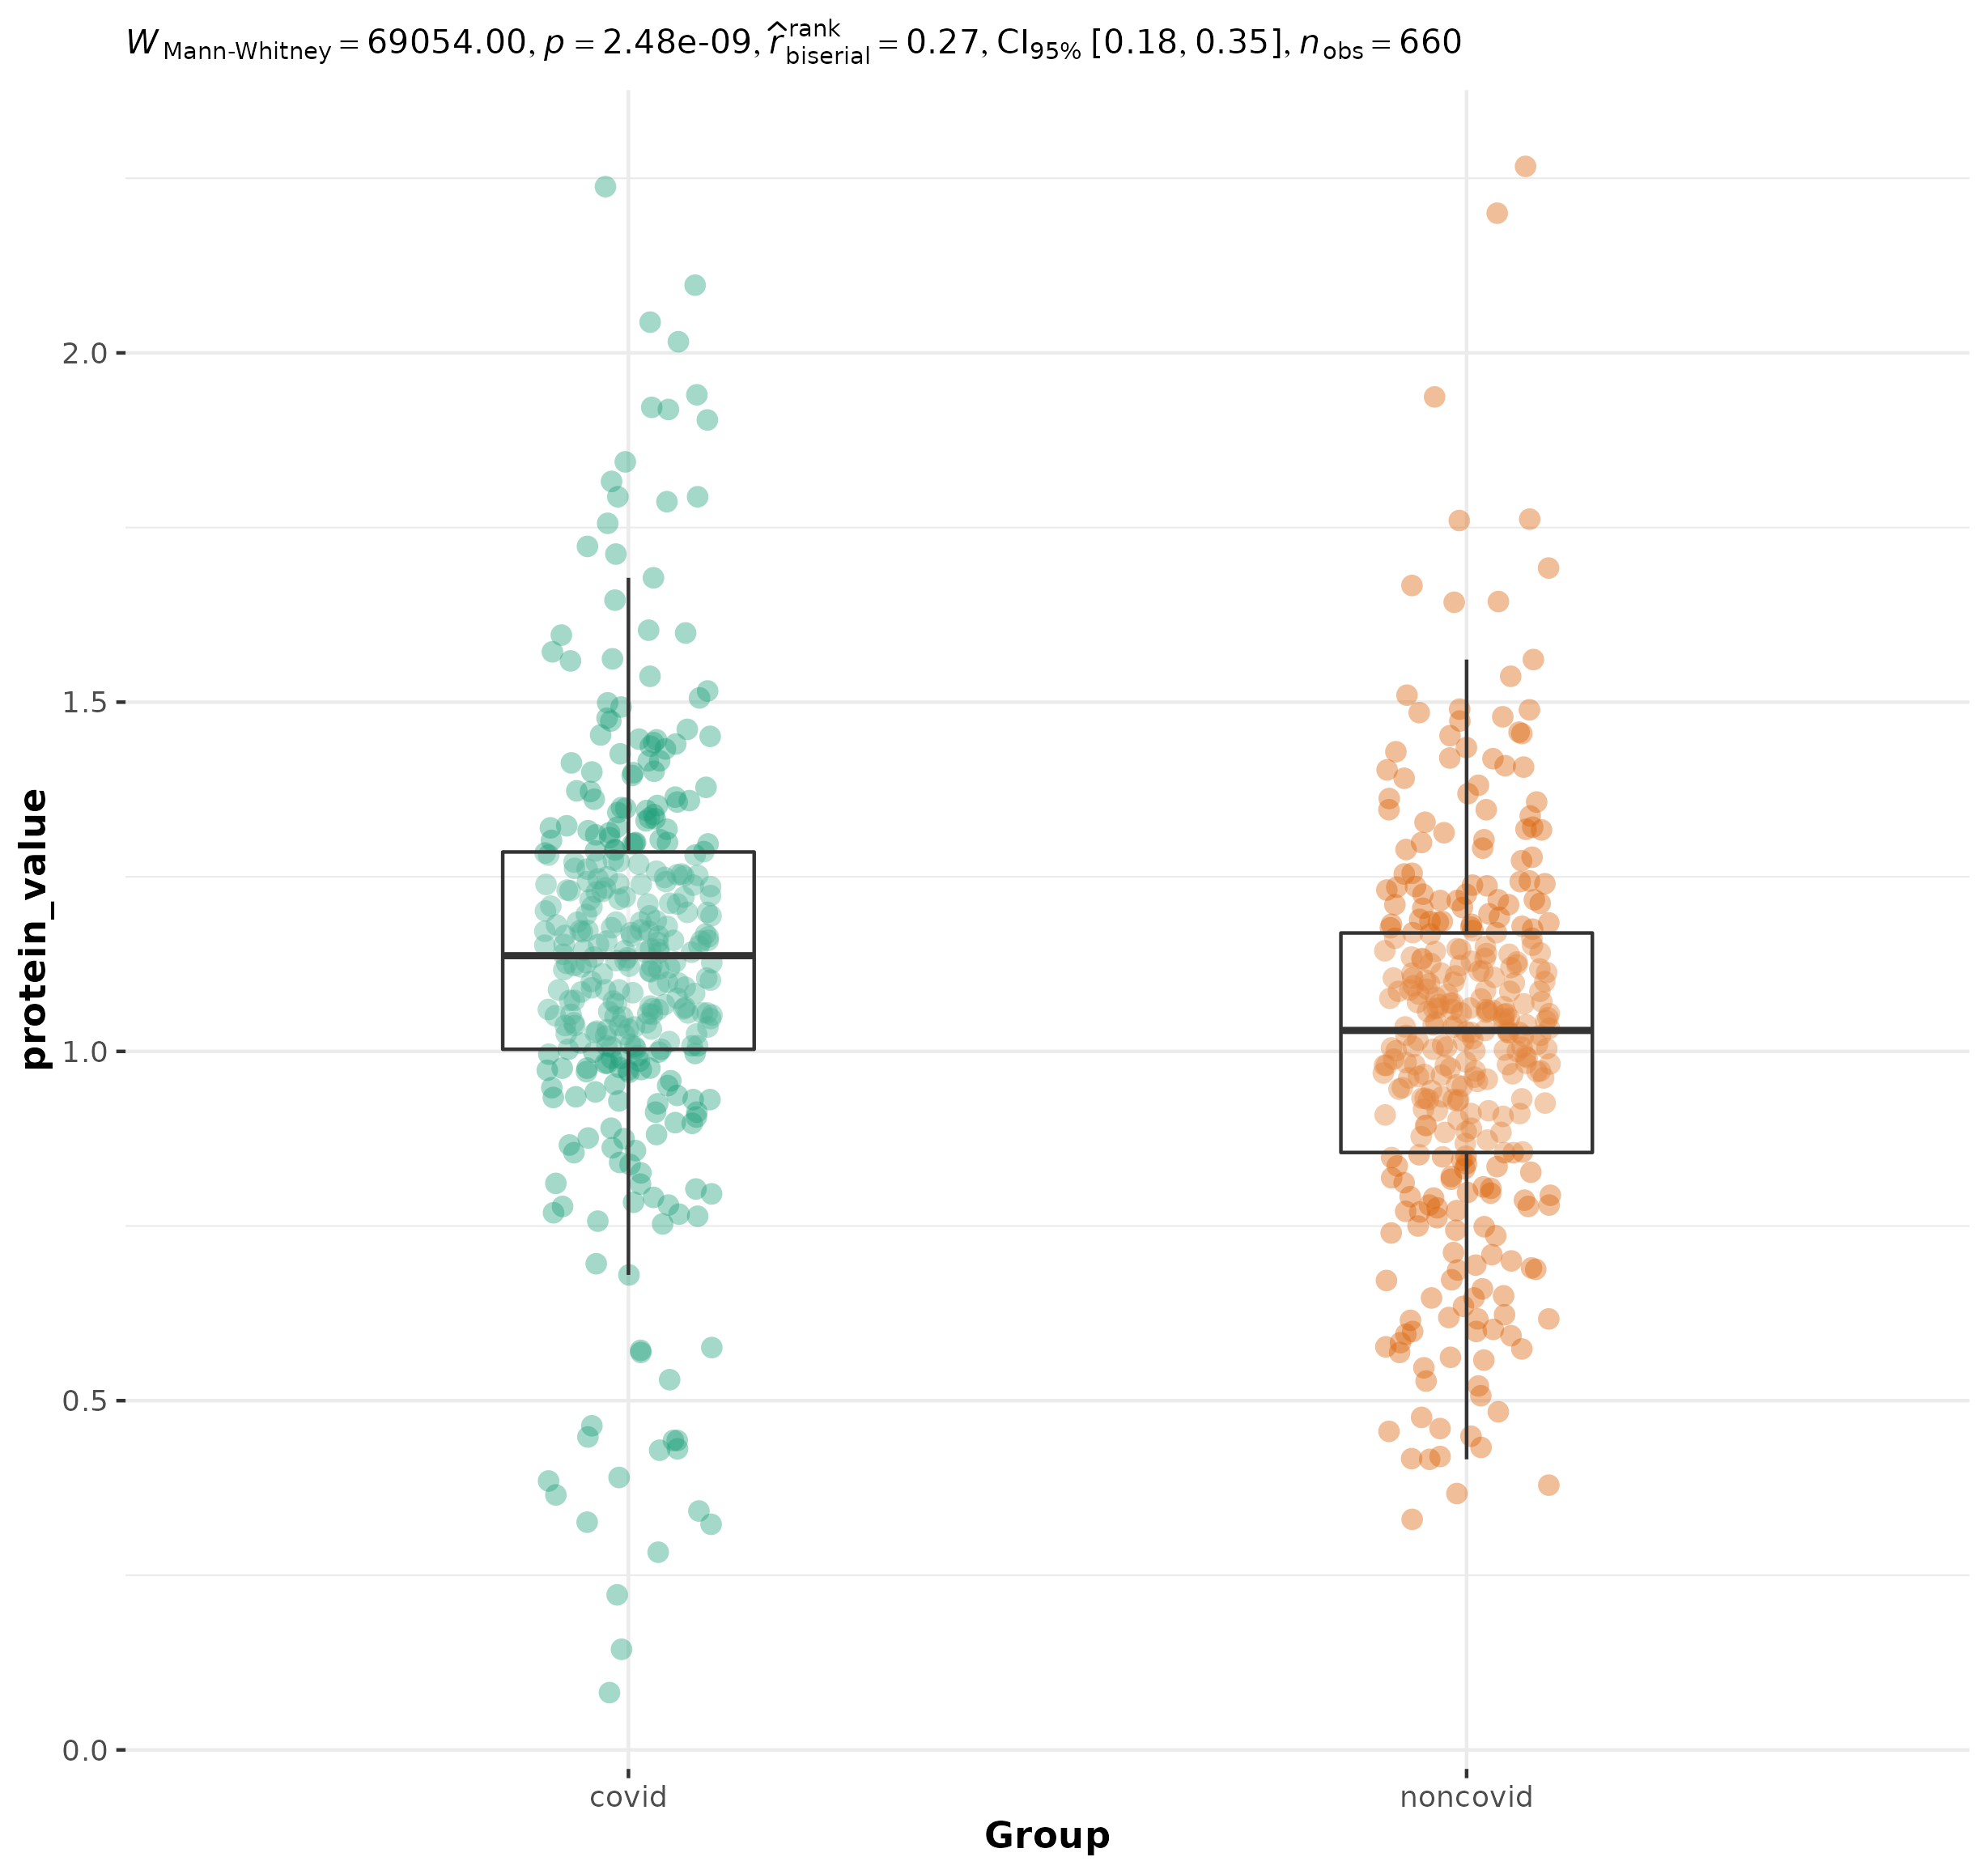 W Mann-Whitney = 69054.00, p = 2.48e-09, r̂ rank biserial = 0.27, CI95% [0.18, 0.35], n obs = 660
2.0
1.5
1.0
0.5
0.0
protein_value
covid noncovid
Group